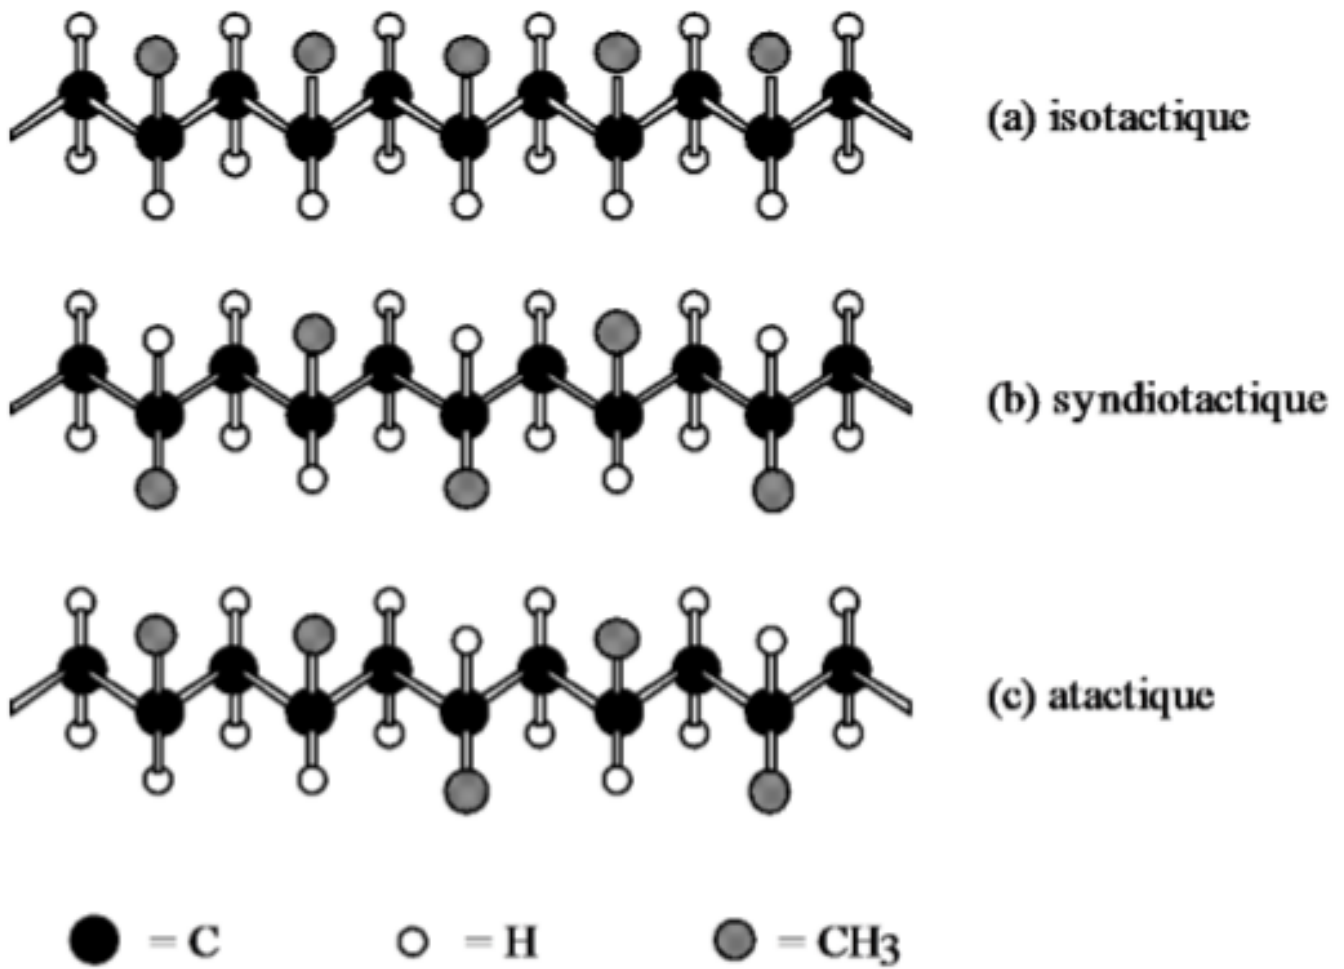 (a) isotactique
(b) syndiotactique
(c) atactique
= C = H = CH3